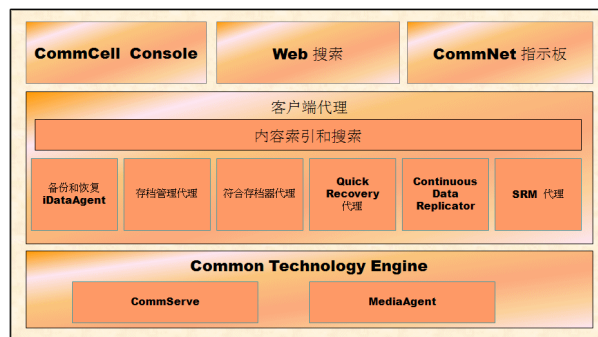 CommCell Console
Web 搜索
CommNet 指示板
客户端代理
内容索引和搜索
备份和恢复
iDataAgent
存档管理代理
符合存档器代理
Quick
Recovery
代理
Continuous
Data
Replicator
SRM 代理
Common Technology Engine
CommServe
MediaAgent